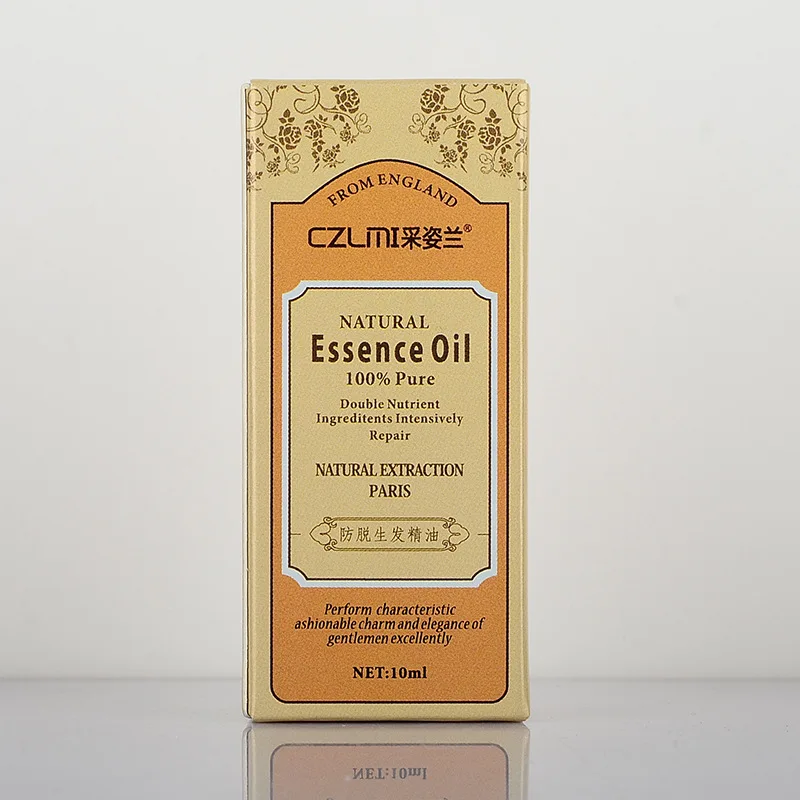 FROM ENGLAND
CZLMI采姿兰®
NATURAL
Essence Oil
100% Pure
Double Nutrient
Ingreditents Intensively
Repair
NATURAL EXTRACTION
PARIS
防脱生发精油
Perform characteristic
ashionable charm and elegance of
gentlemen excellently
NET:10ml